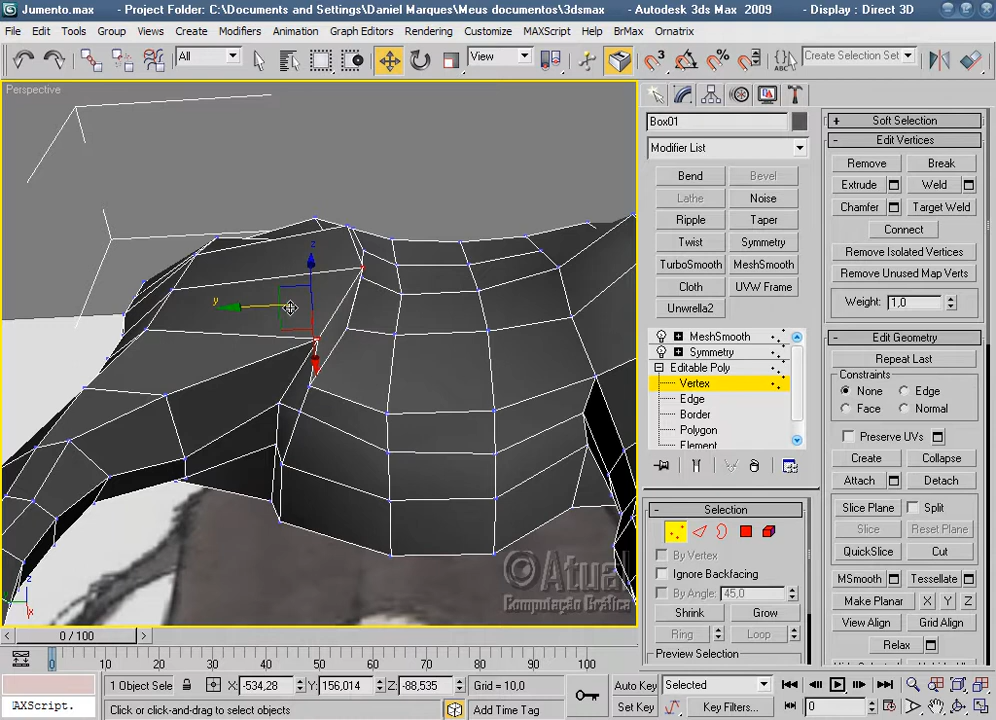 Jumento.max - Project Folder: C:\Documents and Settings\Daniel Marques\Meus documentos\3dsmax - Autodesk 3ds Max 2009 - Display : Direct 3D
File Edit Tools Group Views Create Modifiers Animation Graph Editors Rendering Customize MAXScript Help BrMax Ornatrix
All View Create Selection Set
Perspective
Box01
Modifier List
Bend Bevel
Lathe Noise
Ripple Taper
Twist Symmetry
TurboSmooth MeshSmooth
Cloth UVW Frame
Unwrella2
MeshSmooth
Symmetry
Editable Poly
Vertex
Edge
Border
Polygon
Element
Selection
By Vertex
Ignore Backfacing
By Angle: 45,0
Shrink Grow
Ring Loop
Preview Selection
Soft Selection
Edit Vertices
Remove Break
Extrude Weld
Chamfer Target Weld
Connect
Remove Isolated Vertices
Remove Unused Map Verts
Weight: 1,0
Edit Geometry
Repeat Last
Constraints
None Edge
Face Normal
Preserve UVs
Create Collapse
Attach Detach
Slice Plane Split
Slice Reset Plane
QuickSlice Cut
MSmooth Tessellate
Make Planar X Y Z
View Align Grid Align
Relax
z
y
z
x
©Atual
Computação Gráfica
< 0 / 100 >
0 10 20 30 40 50 60 70 80 90 100
1 Object Sele X: -534,28 Y: 156,014 Z: -88,535 Grid = 10,0 Auto Key Selected
AXScript. Click or click-and-drag to select objects Add Time Tag Set Key Key Filters... 0